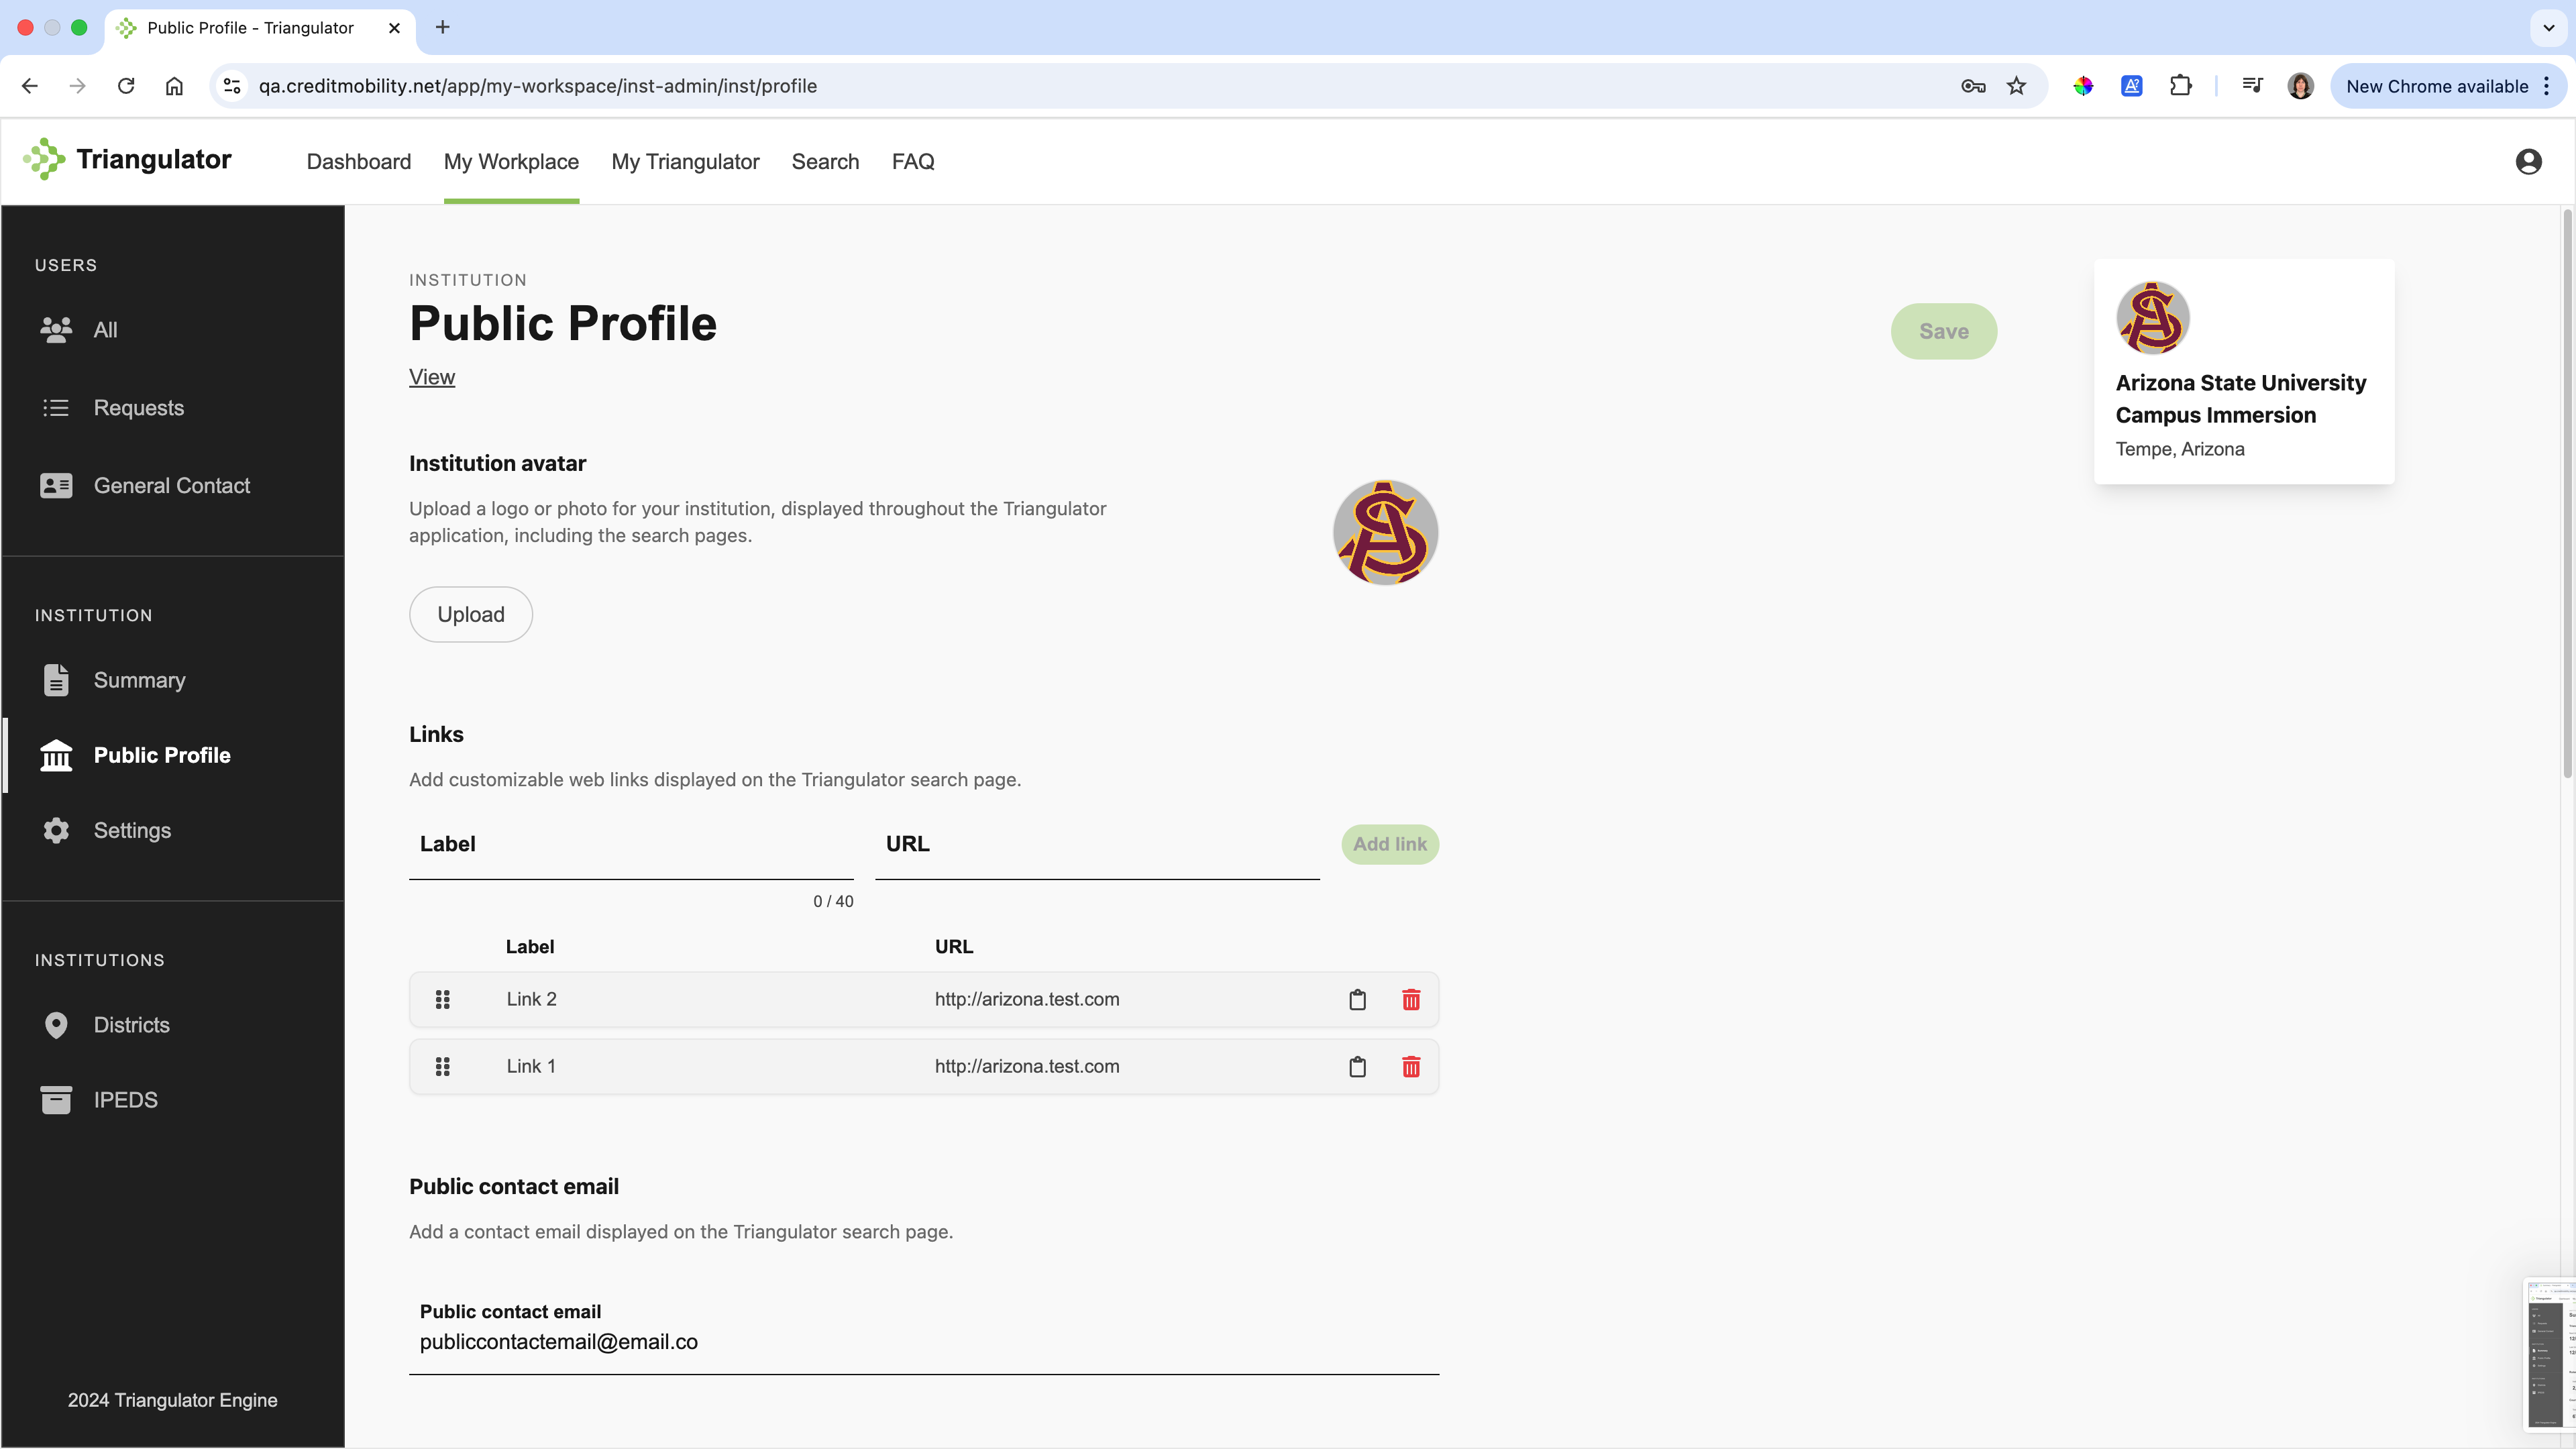 Public Profile - Triangulator
qa.creditmobility.net/app/my-workspace/inst-admin/inst/profile
New Chrome available
Triangulator
Dashboard
My Workplace
My Triangulator
Search
FAQ
USERS
All
Requests
General Contact
INSTITUTION
Summary
Public Profile
Settings
INSTITUTIONS
Districts
IPEDS
2024 Triangulator Engine
INSTITUTION
Public Profile
View
Save
Institution avatar
Upload a logo or photo for your institution, displayed throughout the Triangulator
application, including the search pages.
Upload
Links
Add customizable web links displayed on the Triangulator search page.
Label
URL
Add link
0 / 40
Label URL
Link 2 http://arizona.test.com
Link 1 http://arizona.test.com
Public contact email
Add a contact email displayed on the Triangulator search page.
Public contact email
publiccontactemail@email.co
Arizona State University
Campus Immersion
Tempe, Arizona